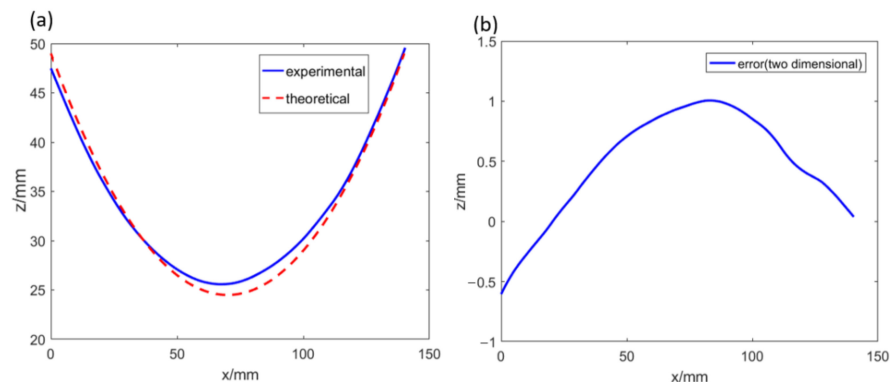 (a)
50
45
40
35
30
25
20
0
50
100
150
z/mm
x/mm
experimental
theoretical
(b)
1.5
1
0.5
0
−0.5
−1
0
50
100
150
z/mm
x/mm
error(two dimensional)